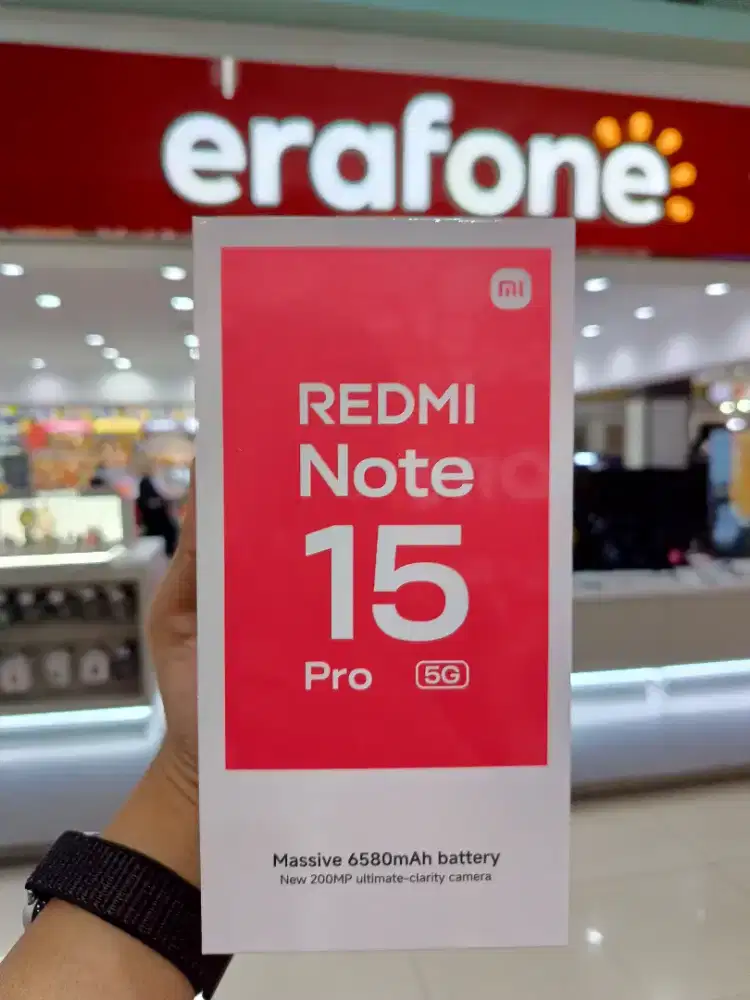 erafone
mi
REDMI
Note
15
Pro 5G
Massive 6580mAh battery
New 200MP ultimate-clarity camera